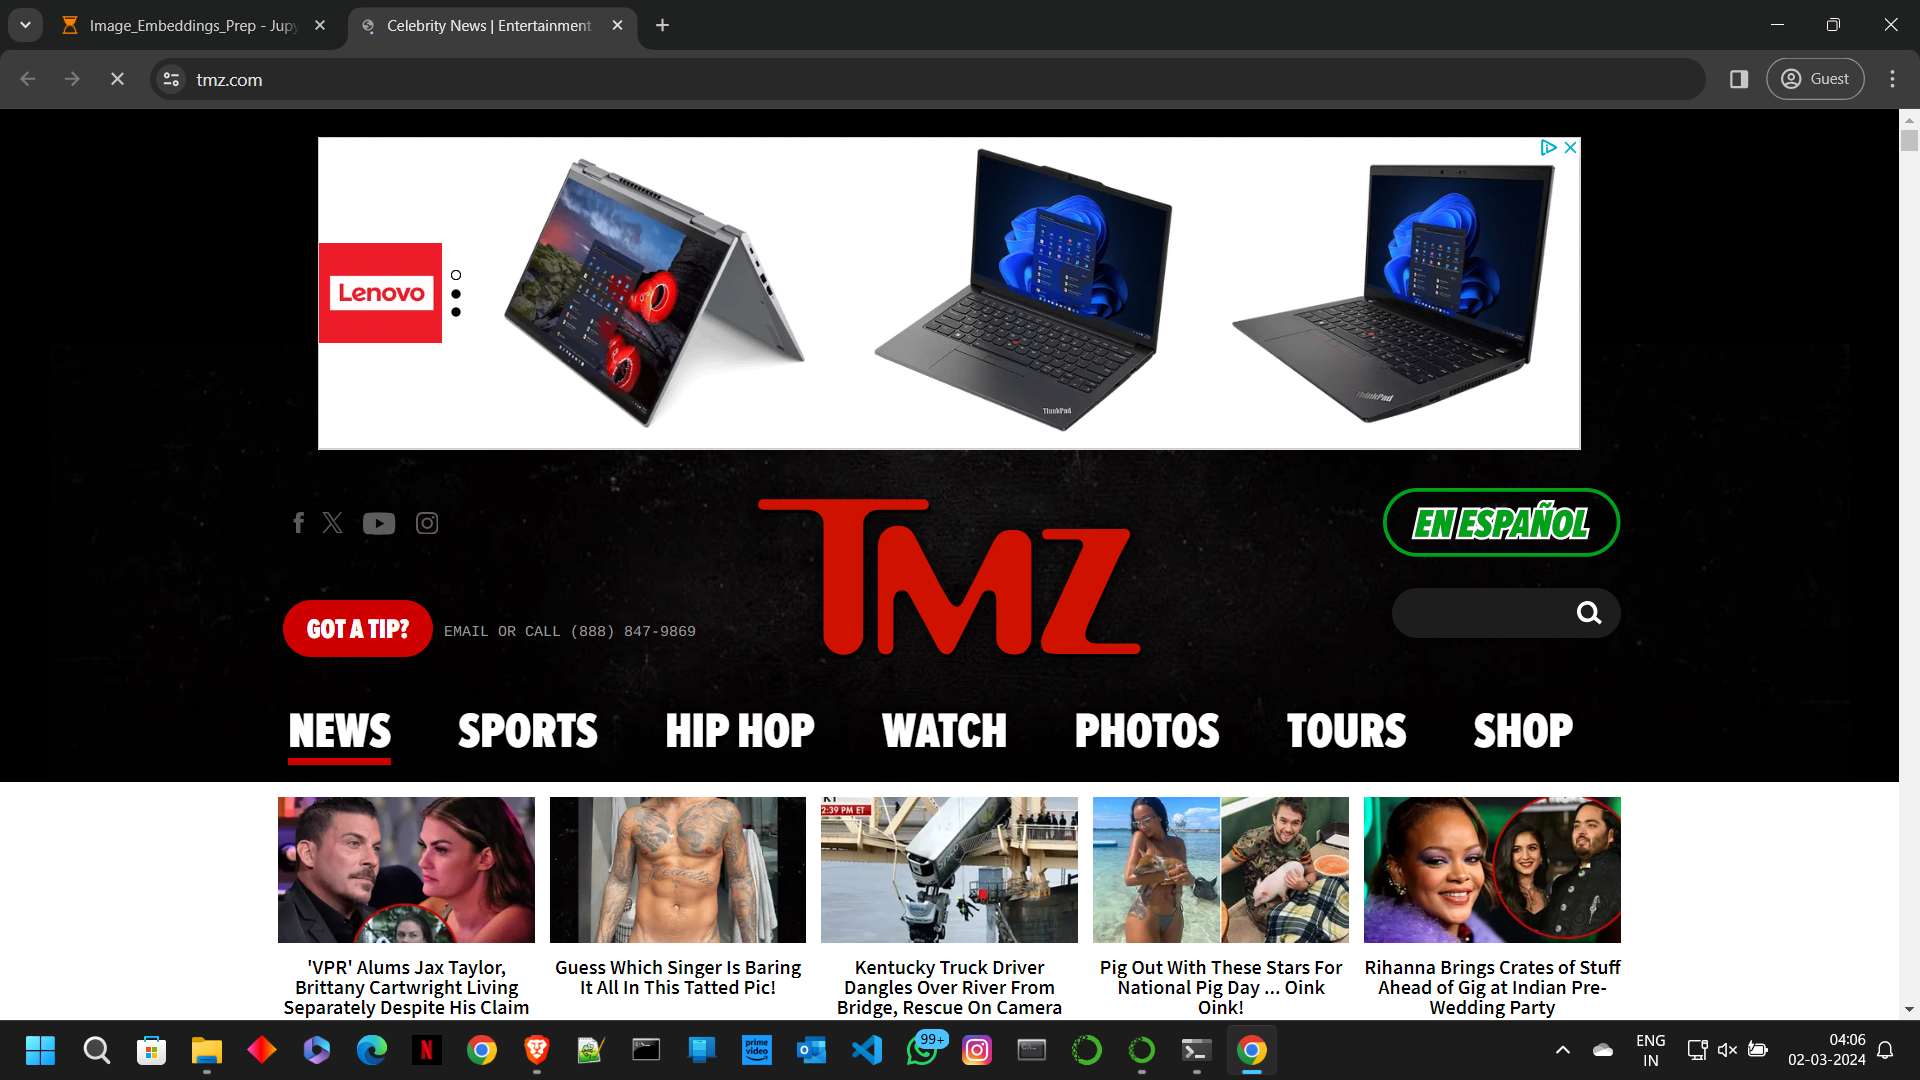 Image_Embeddings_Prep - Jupy
Celebrity News | Entertainment
tmz.com
Guest
Lenovo
ThinkPad
ThinkPad
TMZ
EN ESPAÑOL
GOT A TIP?
EMAIL OR CALL (888) 847-9869
NEWS SPORTS HIP HOP WATCH PHOTOS TOURS SHOP
2:39 PM ET
'VPR' Alums Jax Taylor,
Brittany Cartwright Living
Separately Despite His Claim
Guess Which Singer Is Baring
It All In This Tatted Pic!
Kentucky Truck Driver
Dangles Over River From
Bridge, Rescue On Camera
Pig Out With These Stars For
National Pig Day ... Oink
Oink!
Rihanna Brings Crates of Stuff
Ahead of Gig at Indian Pre-
Wedding Party
N
prime
video
99+
ENG
IN
04:06
02-03-2024